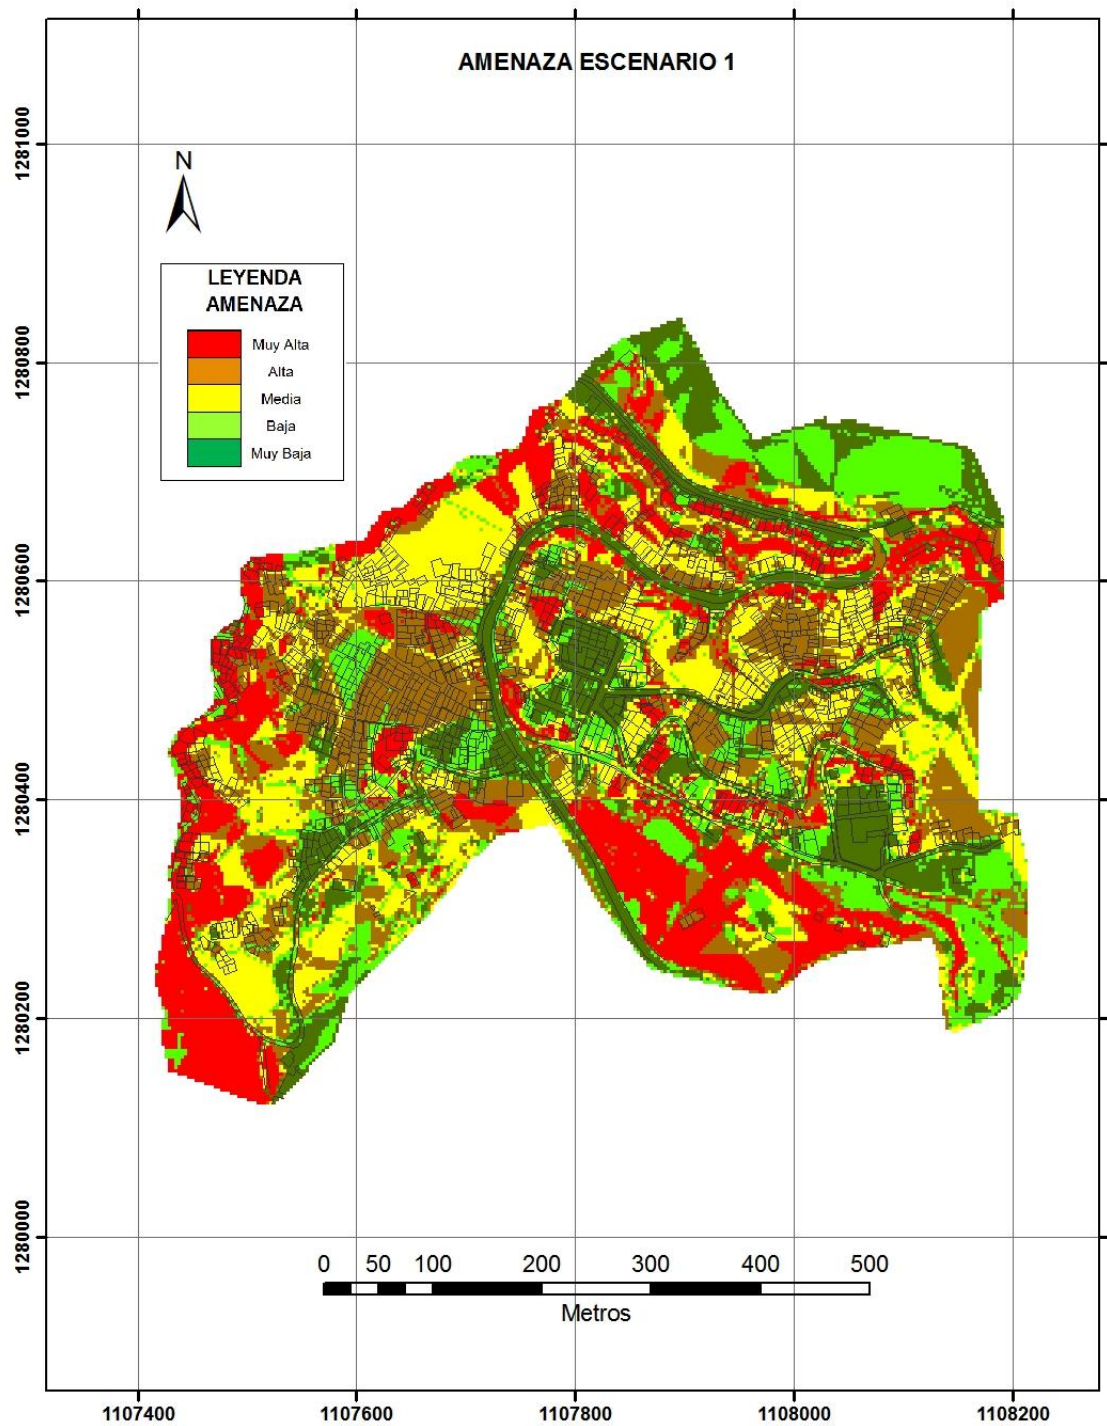 AMENAZA ESCENARIO 1
N
LEYENDA
AMENAZA
Muy Alta
Alta
Media
Baja
Muy Baja
1281000
1280800
1280600
1280400
1280200
1280000
0 50 100 200 300 400 500
Metros
1107400 1107600 1107800 1108000 1108200